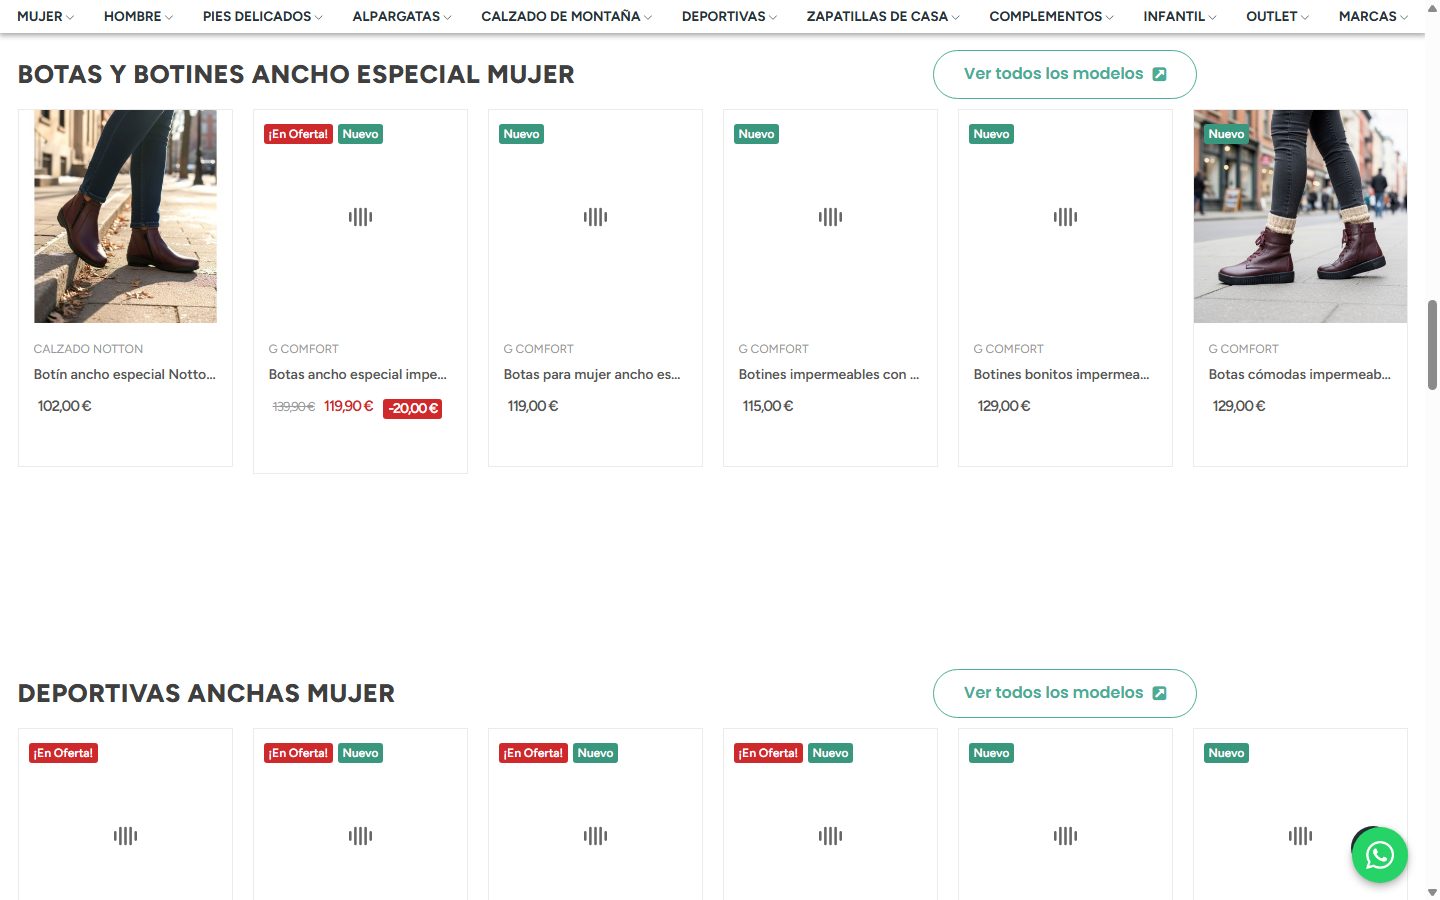 MUJER HOMBRE PIES DELICADOS ALPARGATAS CALZADO DE MONTAÑA DEPORTIVAS ZAPATILLAS DE CASA COMPLEMENTOS INFANTIL OUTLET MARCAS
BOTAS Y BOTINES ANCHO ESPECIAL MUJER
Ver todos los modelos
¡En Oferta! Nuevo
Nuevo
Nuevo
Nuevo
Nuevo
CALZADO NOTTON
Botín ancho especial Notto...
102,00 €
G COMFORT
Botas ancho especial impe...
139,90 € 119,90 € -20,00 €
G COMFORT
Botas para mujer ancho es...
119,00 €
G COMFORT
Botines impermeables con ...
115,00 €
G COMFORT
Botines bonitos impermea...
129,00 €
G COMFORT
Botas cómodas impermeab...
129,00 €
DEPORTIVAS ANCHAS MUJER
Ver todos los modelos
¡En Oferta!
¡En Oferta! Nuevo
¡En Oferta! Nuevo
¡En Oferta! Nuevo
Nuevo
Nuevo